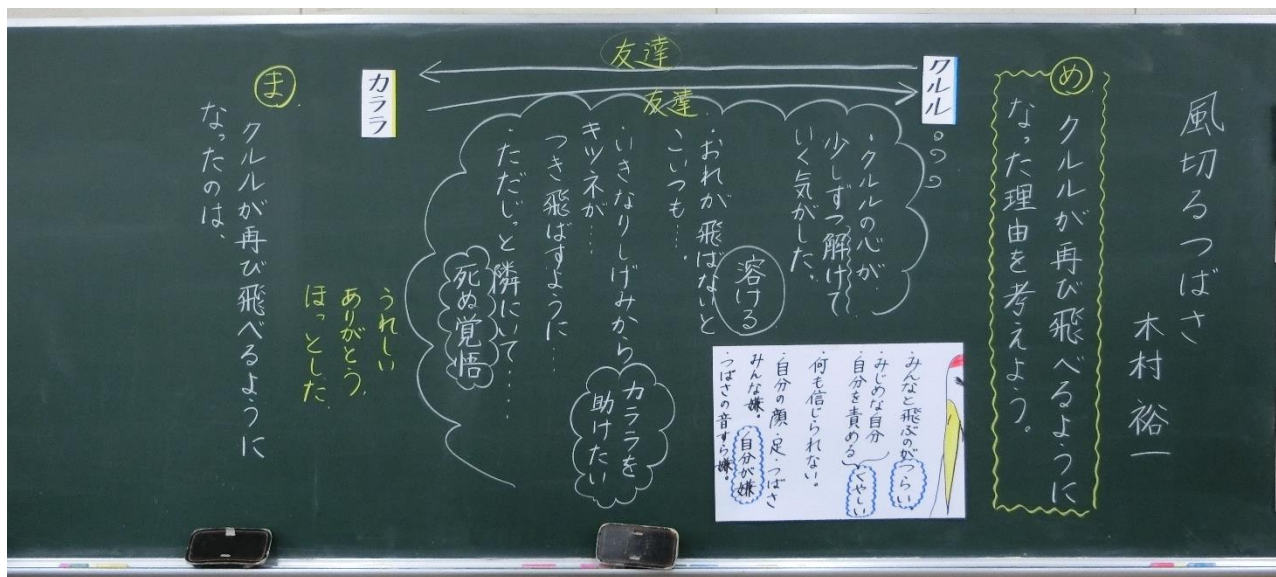 風切るつばさ
木村裕一
め
クルルが再び飛べるように
なった理由を考えよう。
クルル
友達
友達
・クルルの心が
少しずつ解けて
いく気がした。
溶ける
・おれが飛ばないと
こいつも…。
・いきなりしげみから
キツネが…
つき飛ばすように…
カララを
助けたい
・ただじっと隣にいて‥‥
死ぬ覚悟
・みんなと飛ぶのがつらい
・みじめな自分
・自分を責める
くやしい
・何も信じられない。
・自分の顔・足・つばさ
みんな嫌。
自分が嫌
・つばさの音すら嫌。
カララ
うれしい
ありがとう。
ほっとした
ま
クルルが再び飛べるように
なったのは、